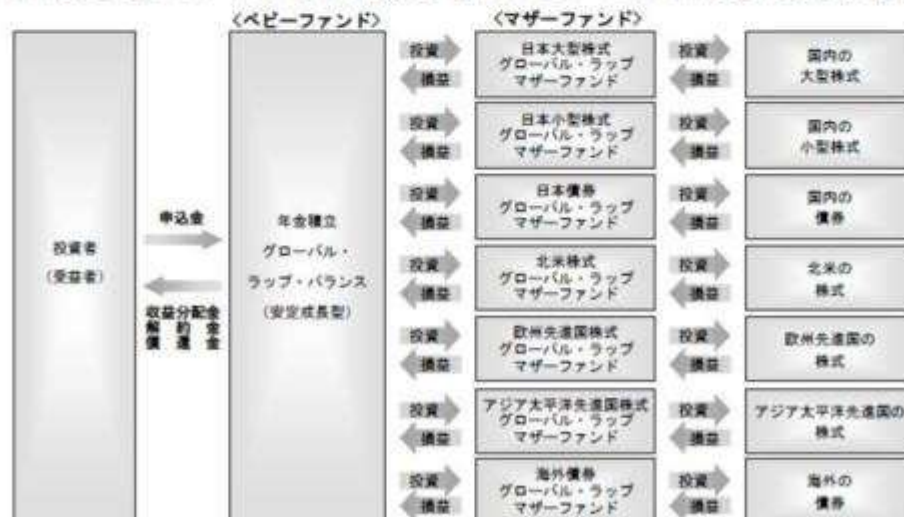 〈ベビーファンド〉
〈マザーファンド〉
投資者
(受益者)
申込金
収益分配金
解約金
償還金
年金積立
グローバル・
ラップ・バランス
(安定成長型)
投資
損益
日本大型株式
グローバル・ラップ
マザーファンド
投資
損益
国内の
大型株式
投資
損益
日本小型株式
グローバル・ラップ
マザーファンド
投資
損益
国内の
小型株式
投資
損益
日本債券
グローバル・ラップ
マザーファンド
投資
損益
国内の
債券
投資
損益
北米株式
グローバル・ラップ
マザーファンド
投資
損益
北米の
株式
投資
損益
欧州先進国株式
グローバル・ラップ
マザーファンド
投資
損益
欧州先進国の
株式
投資
損益
アジア太平洋先進国株式
グローバル・ラップ
マザーファンド
投資
損益
アジア太平洋先進国の
株式
投資
損益
海外債券
グローバル・ラップ
マザーファンド
投資
損益
海外の
債券